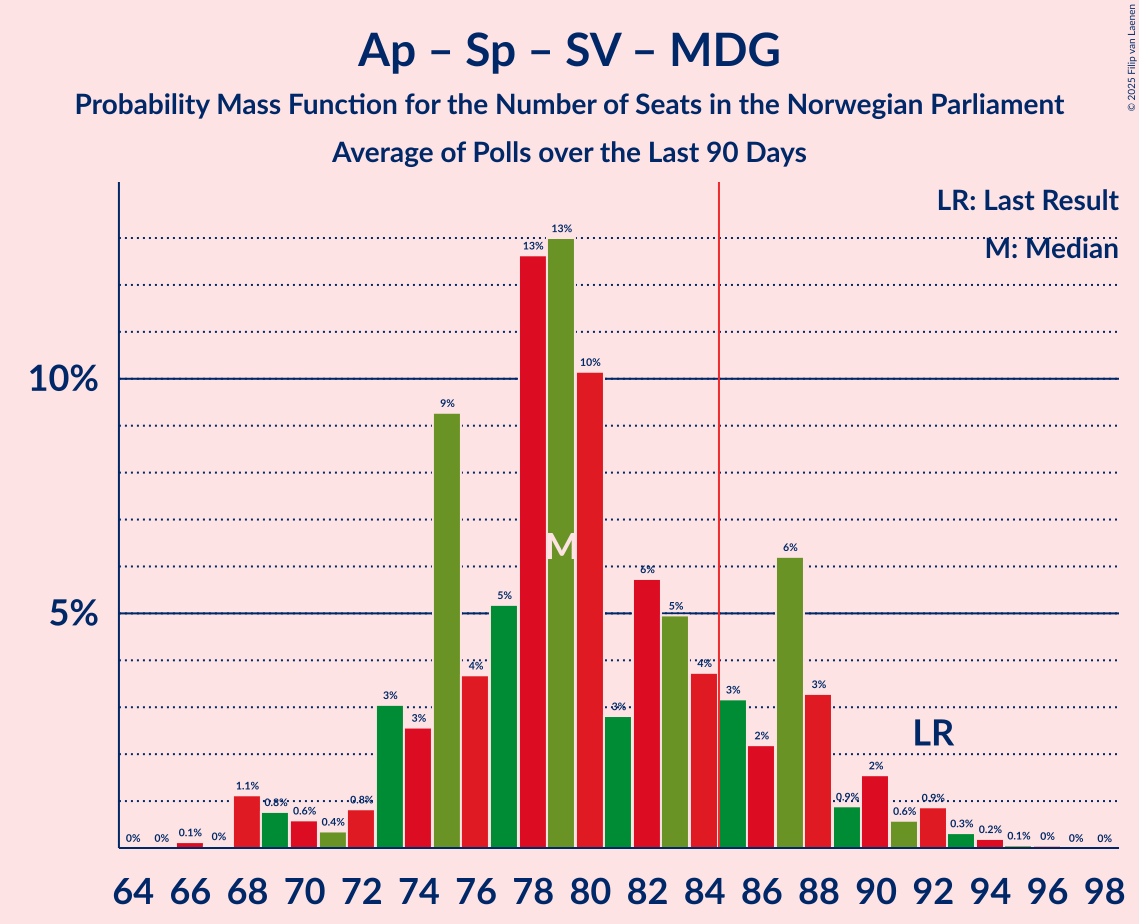 Ap – Sp – SV – MDG
Probability Mass Function for the Number of Seats in the Norwegian Parliament
Average of Polls over the Last 90 Days
© 2025 Filip van Laenen
LR: Last Result
M: Median
10%
5%
0% 0% 0.1% 0% 1.1% 0.8% 0.6% 0.4% 0.8% 3% 3% 9% 4% 5% 13% 13% 10% 3% 6% 5% 4% 3% 2% 6% 3% 0.9% 2% 0.6% 0.9% 0.3% 0.2% 0.1% 0% 0% 0%
M
LR
64 66 68 70 72 74 76 78 80 82 84 86 88 90 92 94 96 98